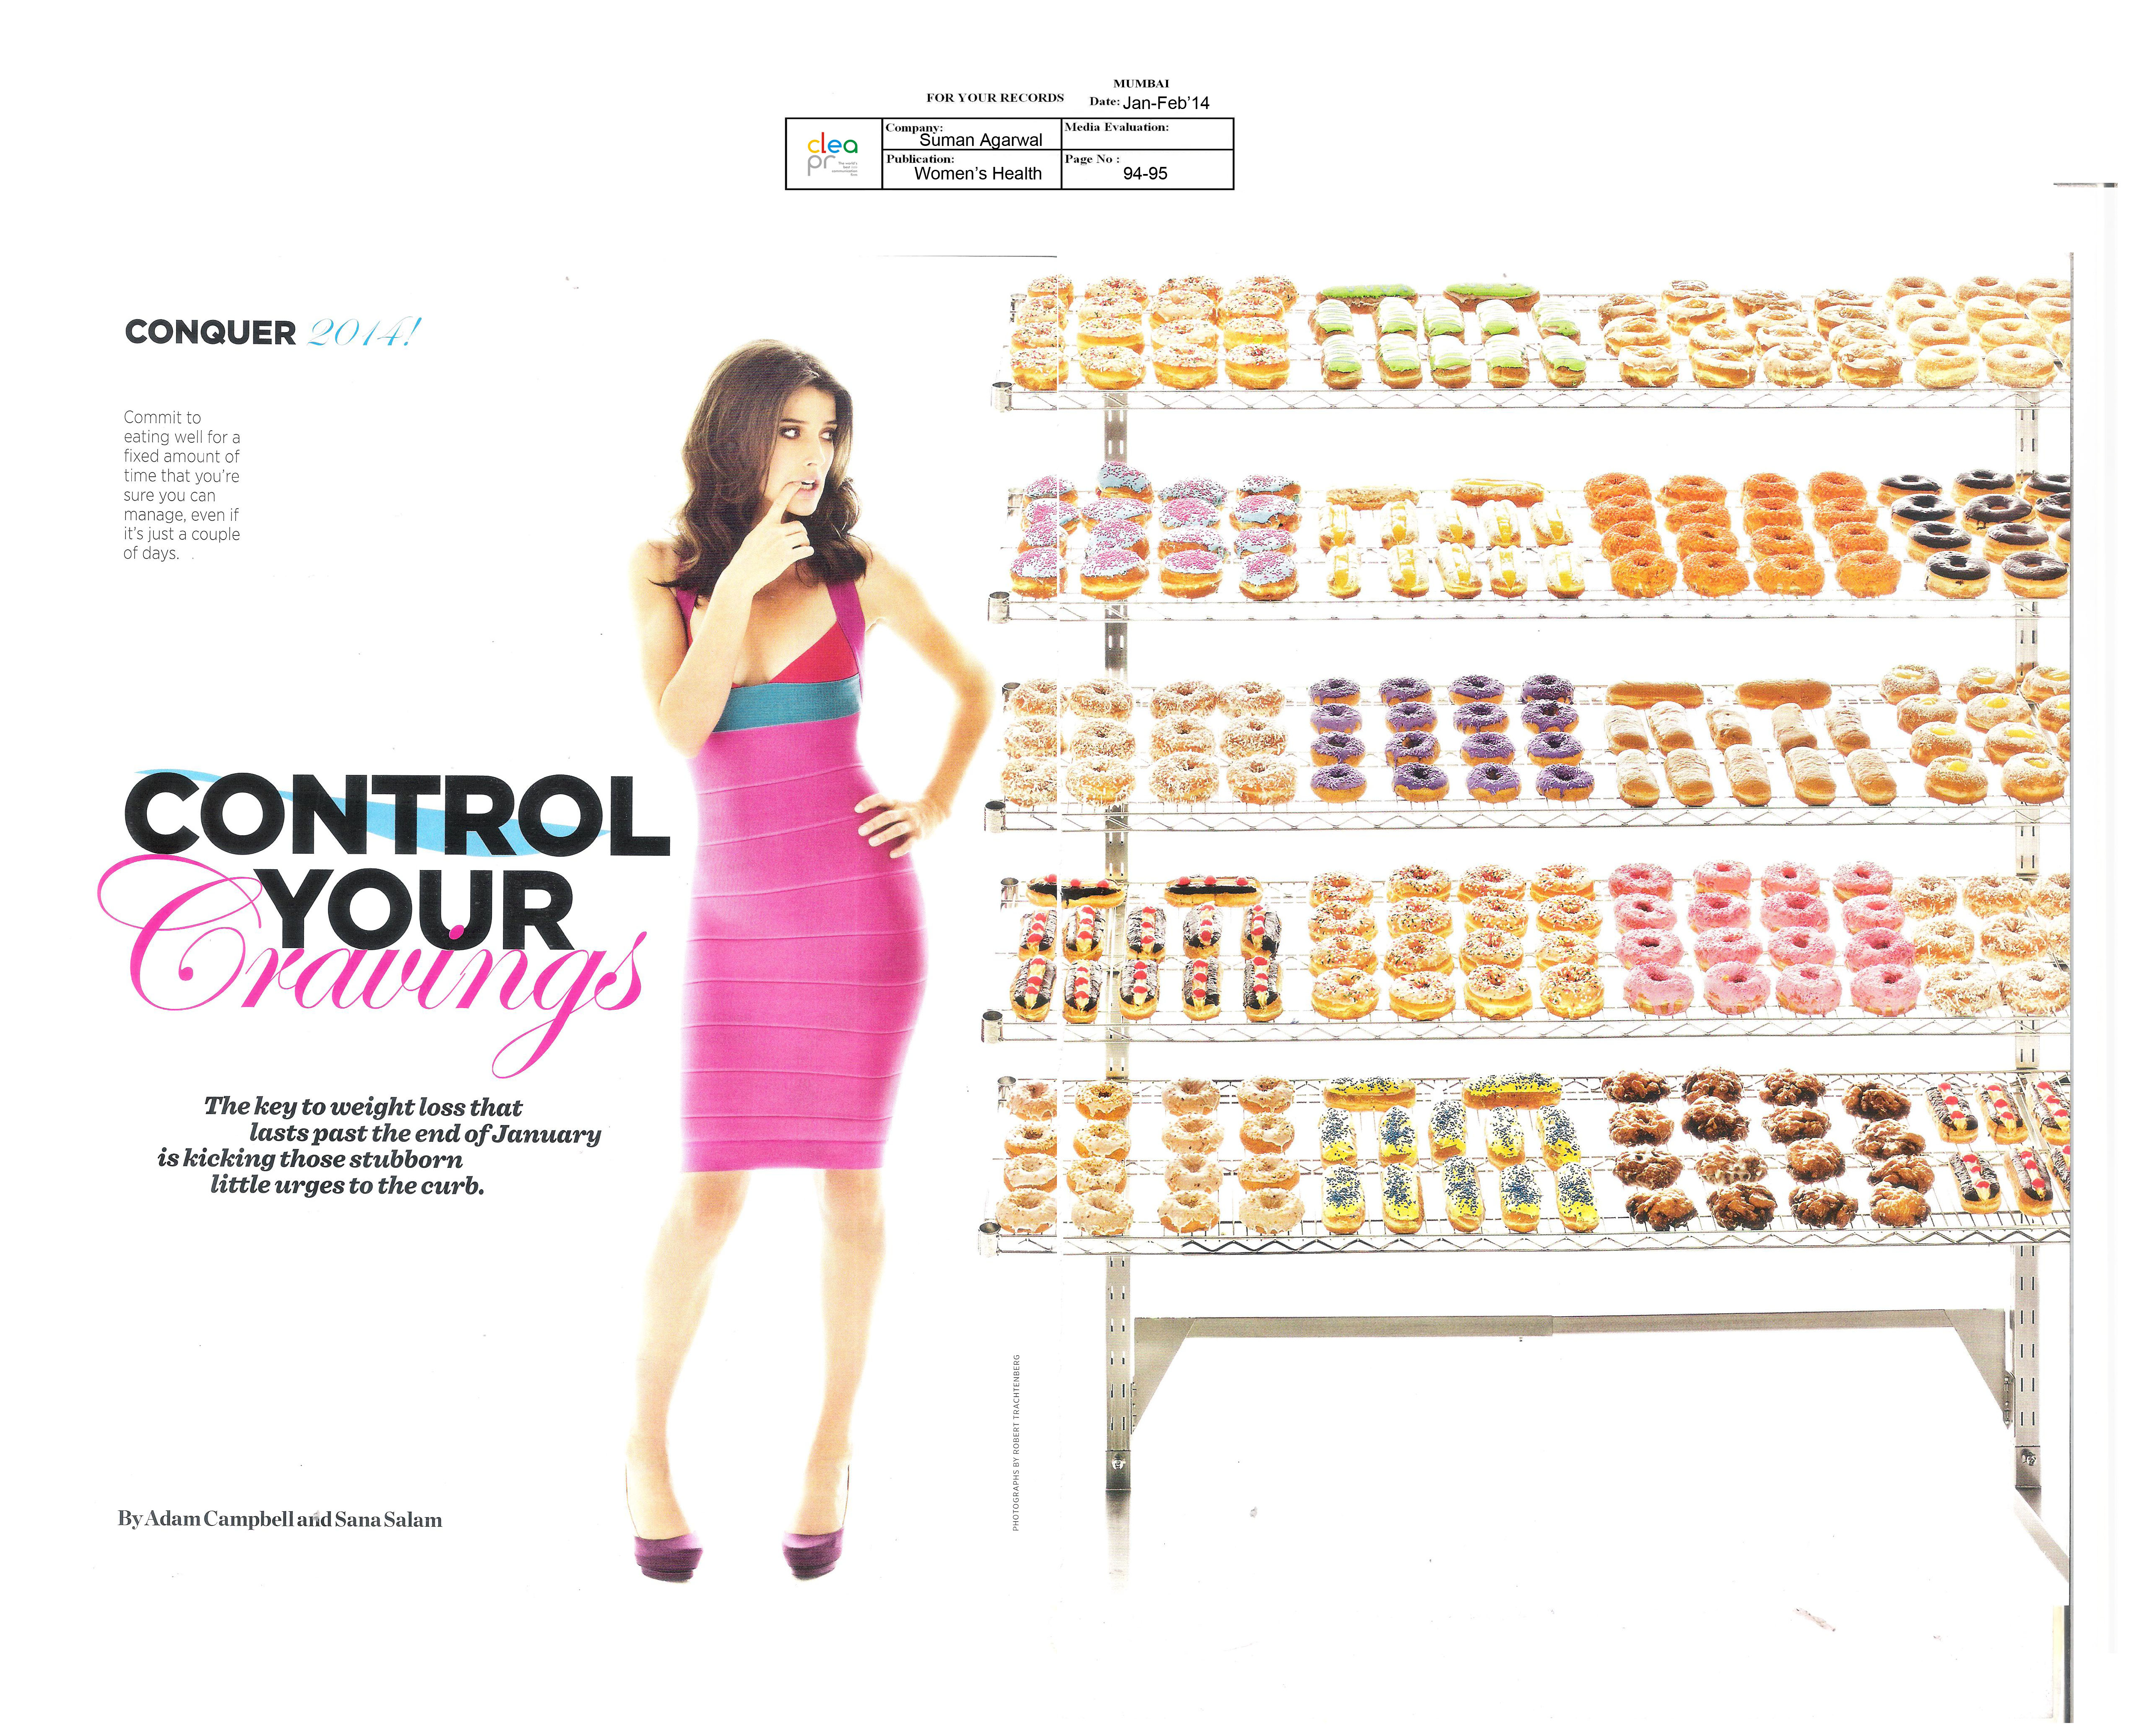 MUMBAI
FOR YOUR RECORDS
Date: Jan-Feb'14
clea
pr
Company:
Suman Agarwal
Media Evaluation:
Publication:
Women's Health
Page No :
94-95
CONQUER 2014!
Commit to
eating well for a
fixed amount of
time that you're
sure you can
manage, even if
it's just a couple
of days.
CONTROL
YOUR
Cravings
The key to weight loss that
lasts past the end of January
is kicking those stubborn
little urges to the curb.
By Adam Campbell and Sana Salam
PHOTOGRAPHS BY ROBERT TRACHTENBERG